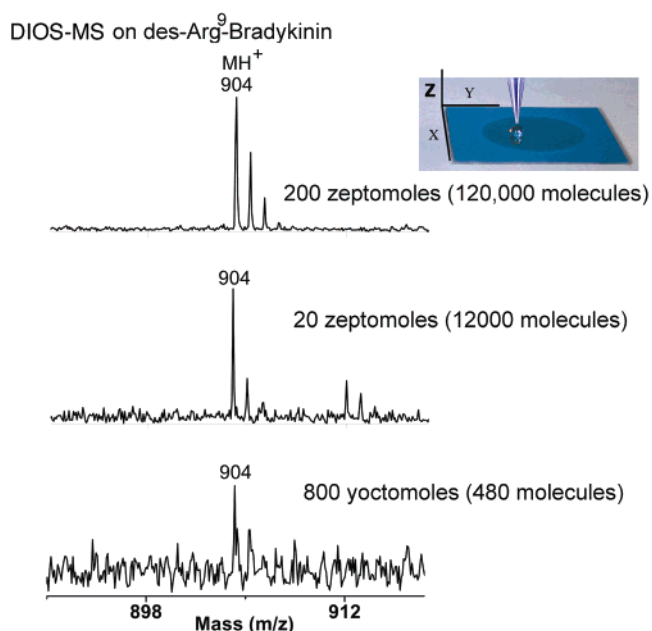 DIOS-MS on des-Arg9-Bradykinin
MH+
904
Z
Y
X
200 zeptomoles (120,000 molecules)
904
20 zeptomoles (12000 molecules)
904
800 yoctomoles (480 molecules)
898
912
Mass (m/z)